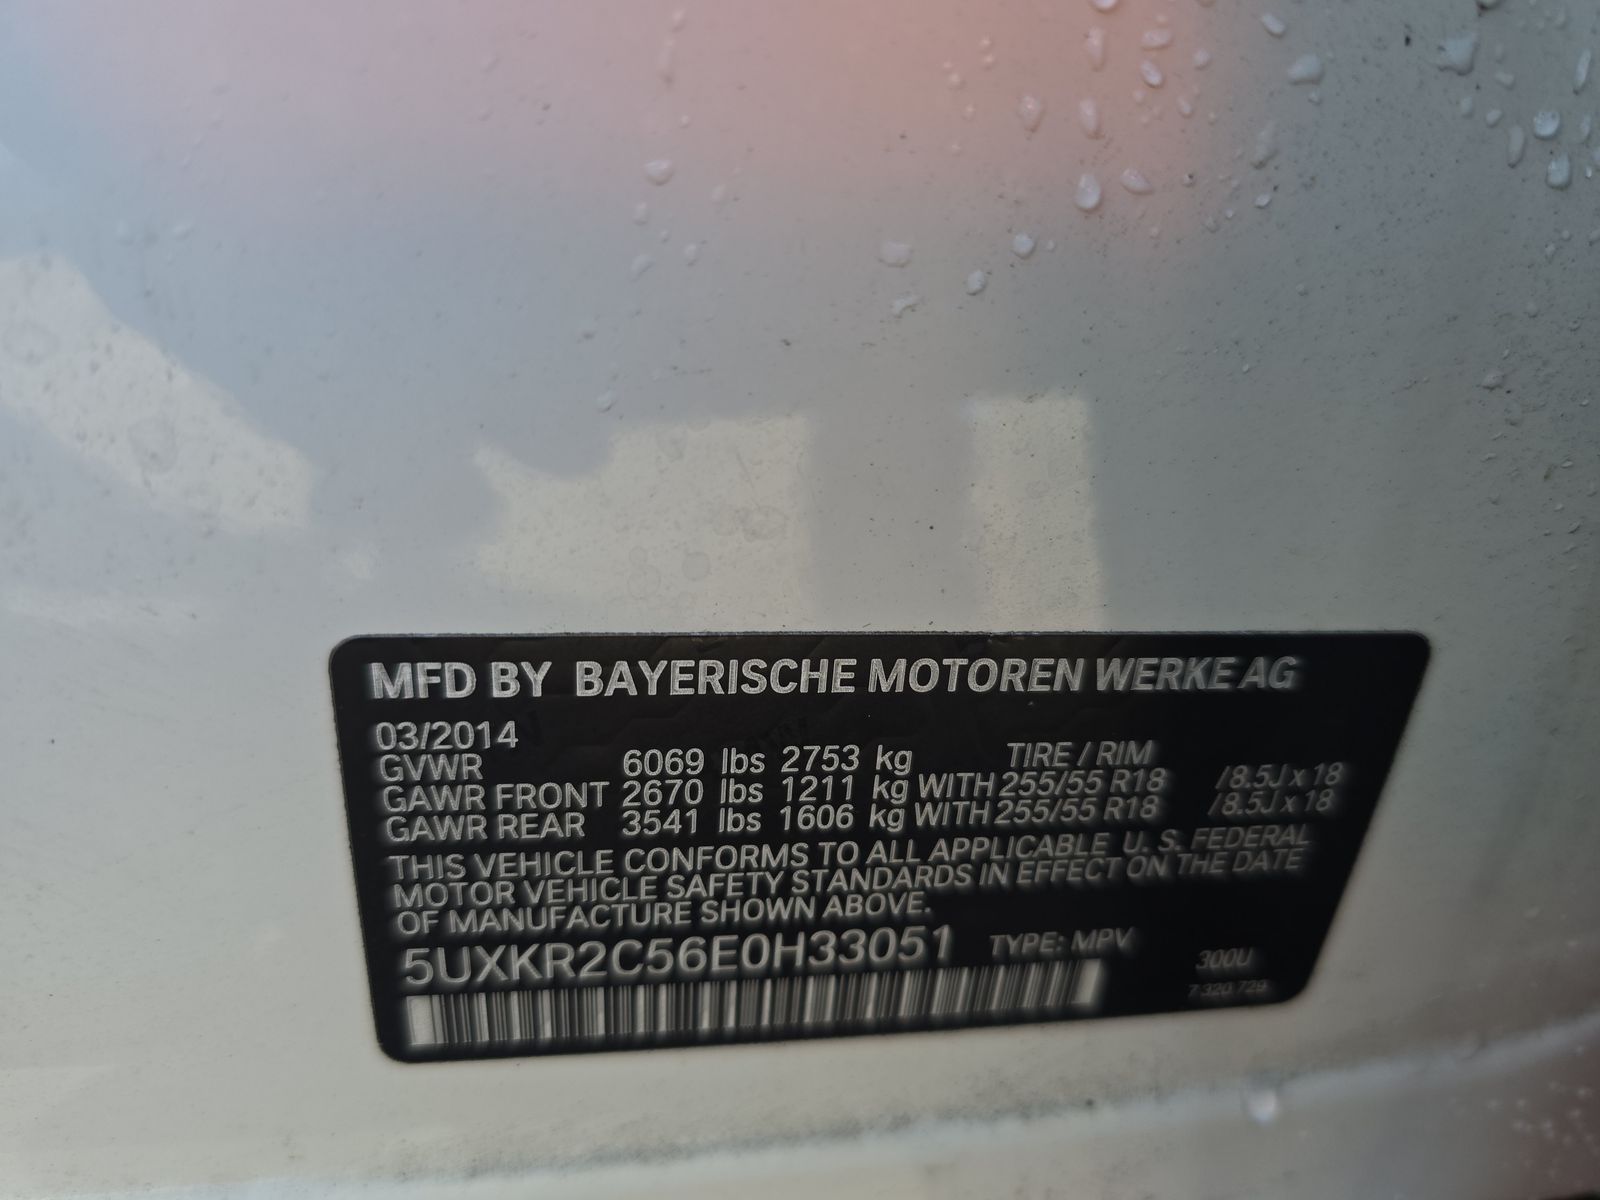 MFD BY BAYERISCHE MOTOREN WERKE AG
03/2014 TIRE / RIM
GVWR 6069 lbs 2753 kg
GAWR FRONT 2670 lbs 1211 kg WITH 255/55 R18 /8.5J x 18
GAWR REAR 3541 lbs 1606 kg WITH 255/55 R18 /8.5J x 18
THIS VEHICLE CONFORMS TO ALL APPLICABLE U. S. FEDERAL
MOTOR VEHICLE SAFETY STANDARDS IN EFFECT ON THE DATE
OF MANUFACTURE SHOWN ABOVE.
5UXKR2C56E0H33051 TYPE: MPV
300U
7 320 729